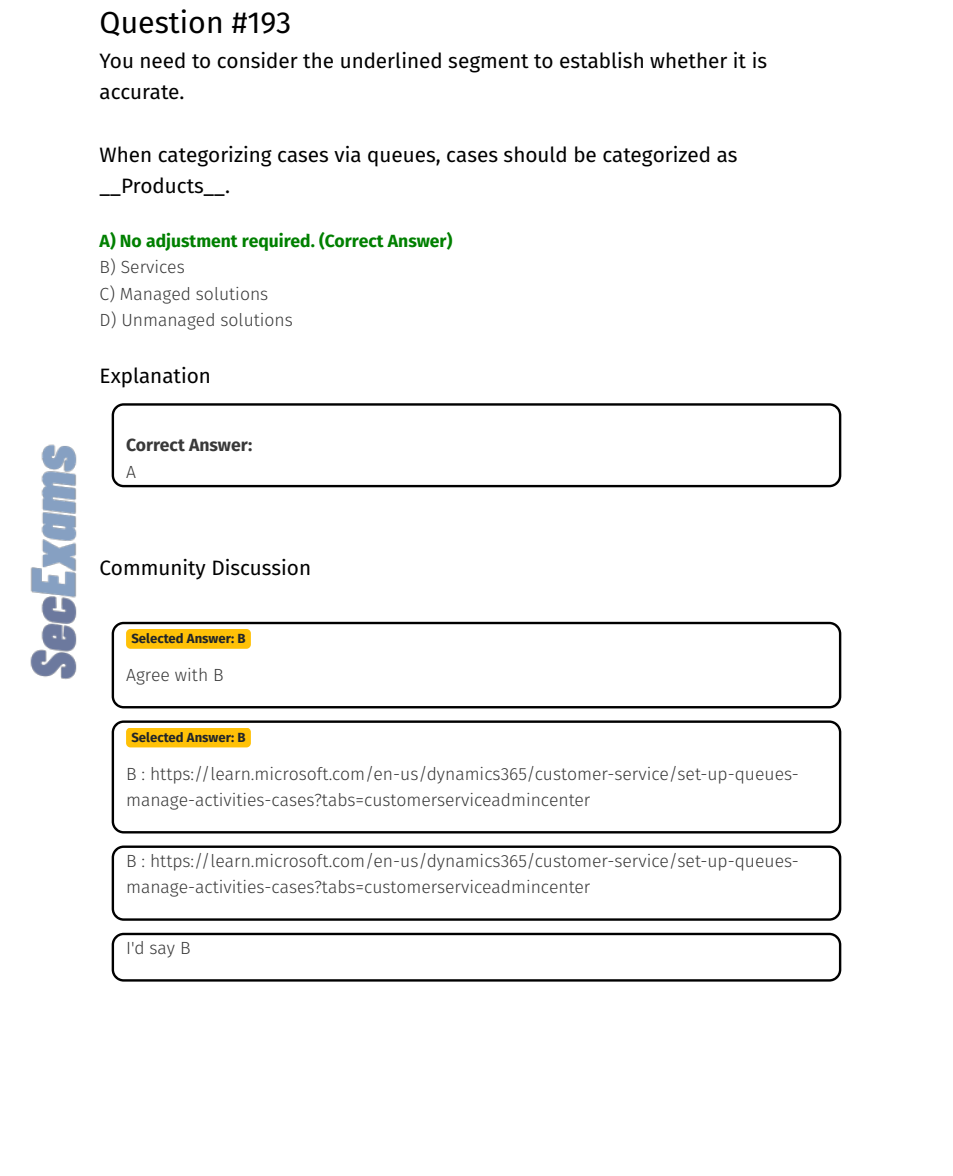 Question #193
You need to consider the underlined segment to establish whether it is
accurate.
When categorizing cases via queues, cases should be categorized as
__Products__.
A) No adjustment required. (Correct Answer)
B) Services
C) Managed solutions
D) Unmanaged solutions
Explanation
Correct Answer:
A
SecExams
Community Discussion
Selected Answer: B
Agree with B
Selected Answer: B
B : https://learn.microsoft.com/en-us/dynamics365/customer-service/set-up-queues-
manage-activities-cases?tabs=customerserviceadmincenter
B : https://learn.microsoft.com/en-us/dynamics365/customer-service/set-up-queues-
manage-activities-cases?tabs=customerserviceadmincenter
I'd say B